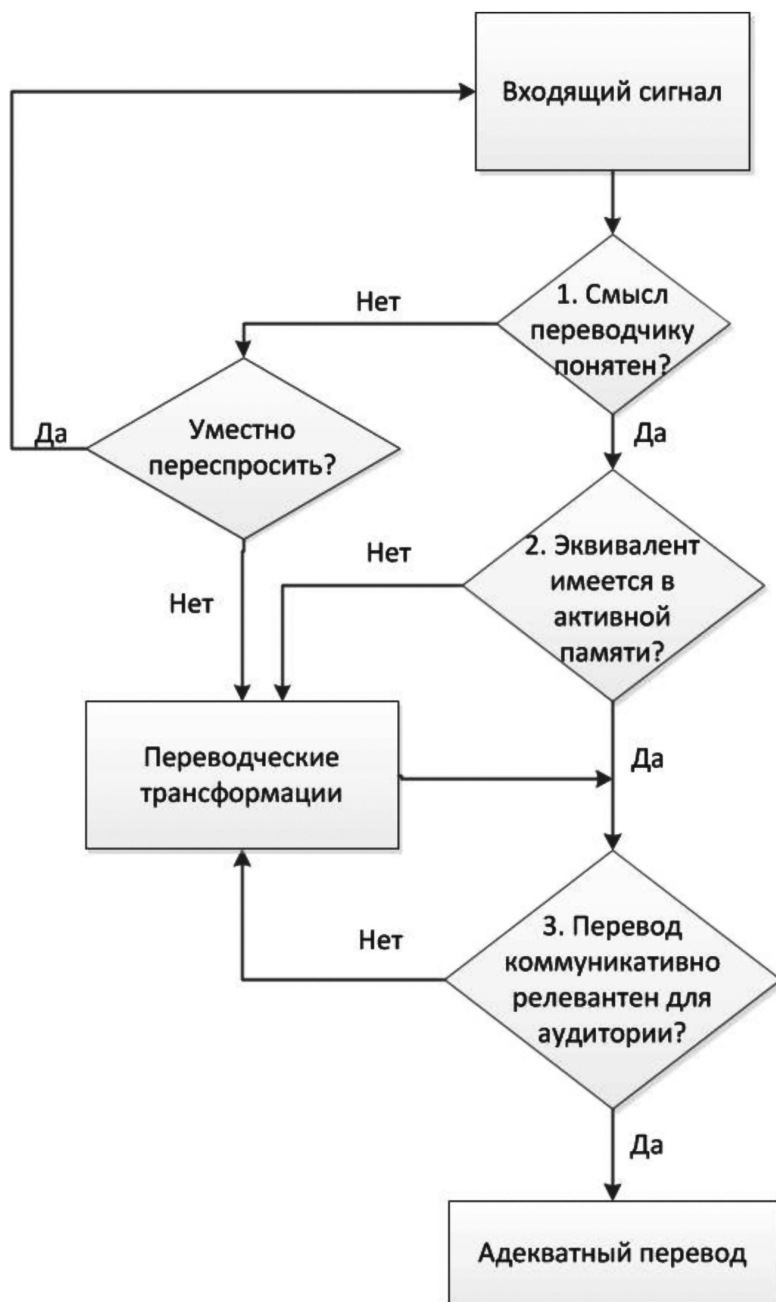 Входящий сигнал
1. Смысл
переводчику
понятен?
Нет
Да
Уместно
переспросить?
Да
Нет
2. Эквивалент
имеется в
активной
памяти?
Нет
Да
Переводческие
трансформации
3. Перевод
коммуникативно
релевантен для
аудитории?
Нет
Да
Адекватный перевод